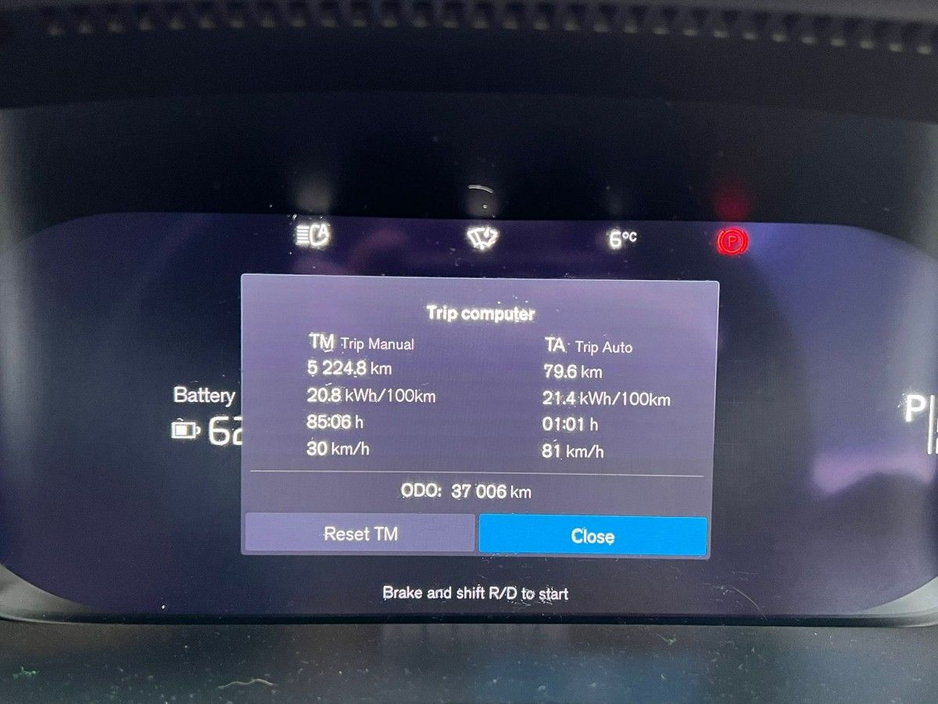 6°C
P
Trip computer
TM Trip Manual
5 224.8 km
20.8 kWh/100km
85:06 h
30 km/h
TA Trip Auto
79.6 km
21.4 kWh/100km
01:01 h
81 km/h
ODO: 37 006 km
Reset TM
Close
Battery
62
P
Brake and shift R/D to start